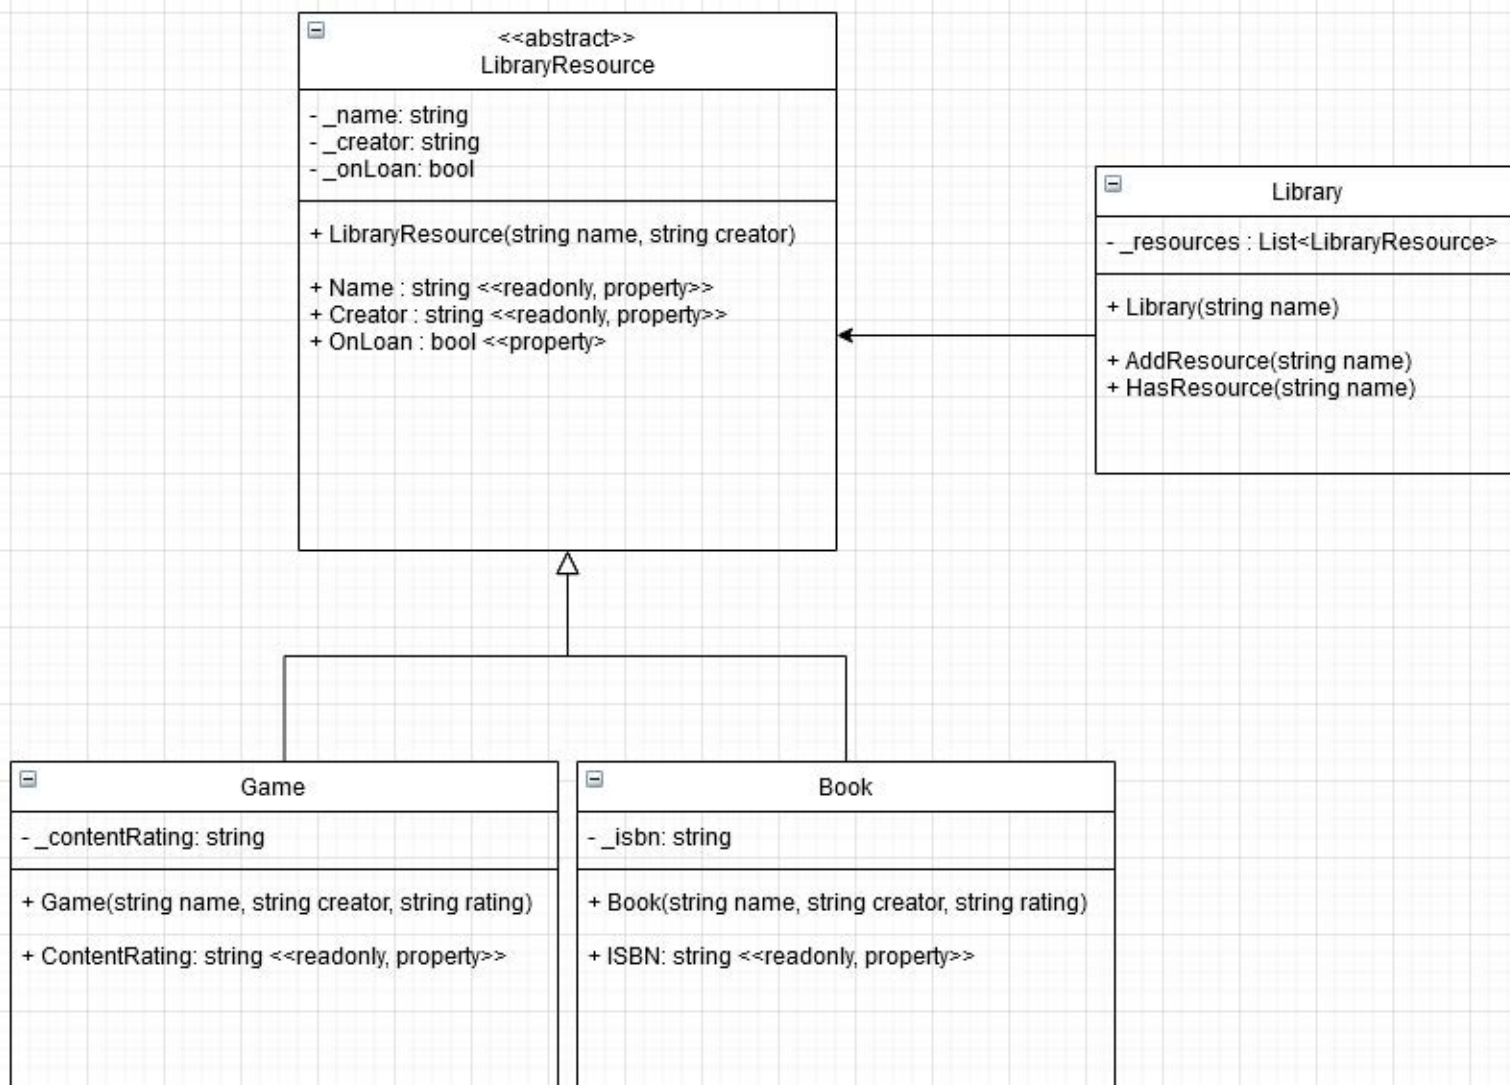 <<abstract>>
LibraryResource
- _name: string
- _creator: string
- _onLoan: bool
+ LibraryResource(string name, string creator)
+ Name : string <<readonly, property>>
+ Creator : string <<readonly, property>>
+ OnLoan : bool <<property>
Library
- _resources : List<LibraryResource>
+ Library(string name)
+ AddResource(string name)
+ HasResource(string name)
Game
- _contentRating: string
+ Game(string name, string creator, string rating)
+ ContentRating: string <<readonly, property>>
Book
- _isbn: string
+ Book(string name, string creator, string rating)
+ ISBN: string <<readonly, property>>